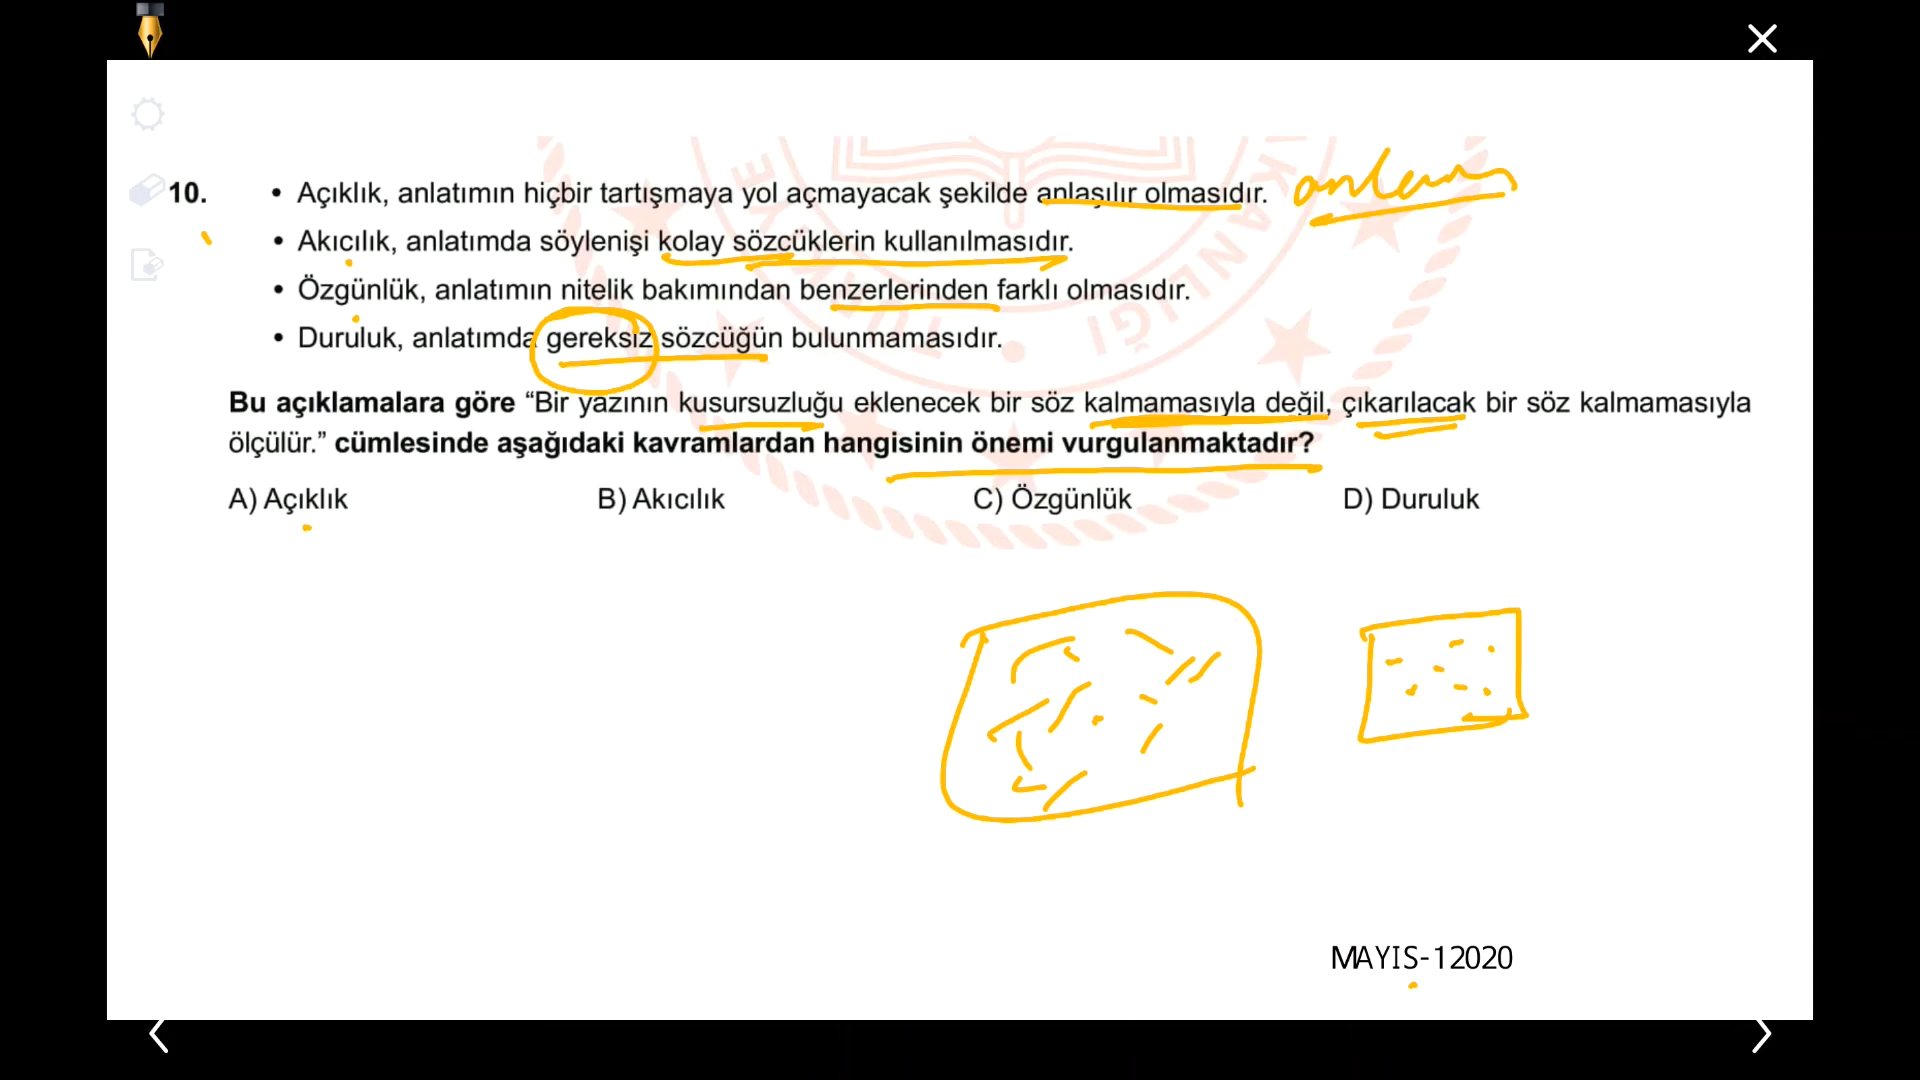 10. • Açıklık, anlatımın hiçbir tartışmaya yol açmayacak şekilde anlaşılır olmasıdır. anlam
• Akıcılık, anlatımda söylenişi kolay sözcüklerin kullanılmasıdır.
• Özgünlük, anlatımın nitelik bakımından benzerlerinden farklı olmasıdır.
• Duruluk, anlatımda gereksiz sözcüğün bulunmamasıdır.
Bu açıklamalara göre “Bir yazının kusursuzluğu eklenecek bir söz kalmamasıyla değil, çıkarılacak bir söz kalmamasıyla
ölçülür.” cümlesinde aşağıdaki kavramlardan hangisinin önemi vurgulanmaktadır?
A) Açıklık B) Akıcılık C) Özgünlük D) Duruluk
MAYIS-12020